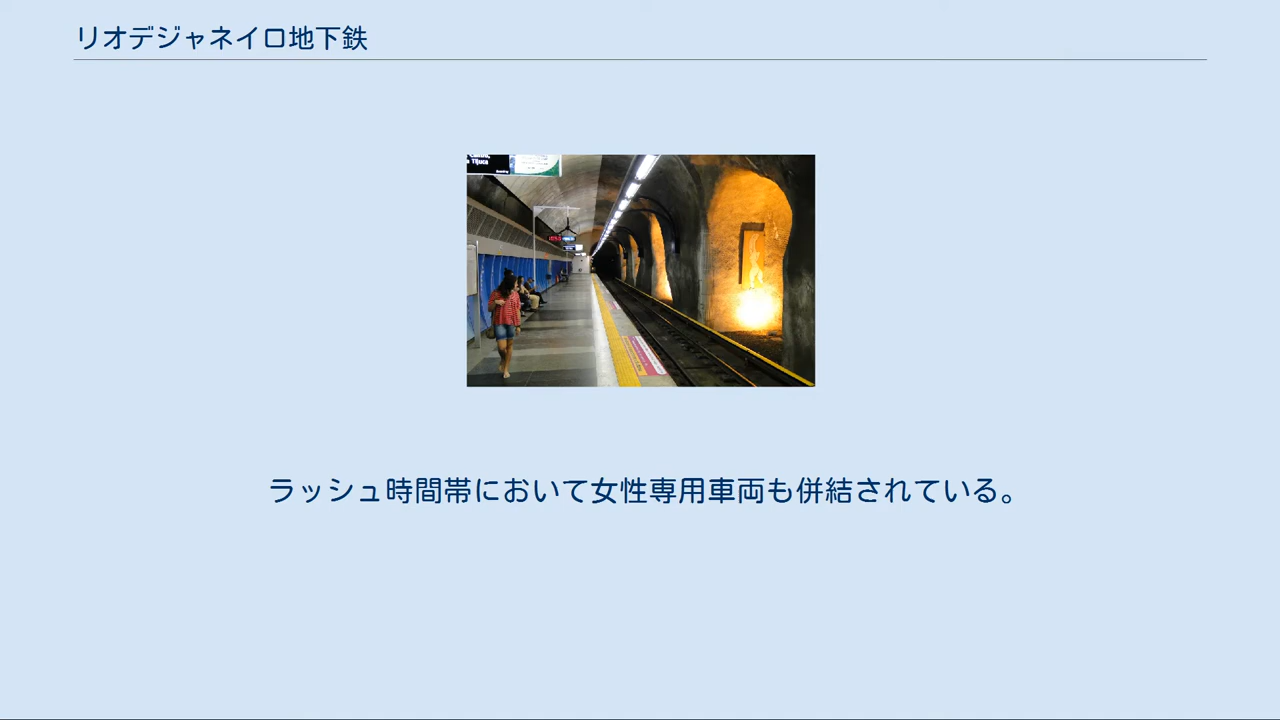 リオデジャネイロ地下鉄
Tijuca
ラッシュ時間帯において女性専用車両も併結されている。